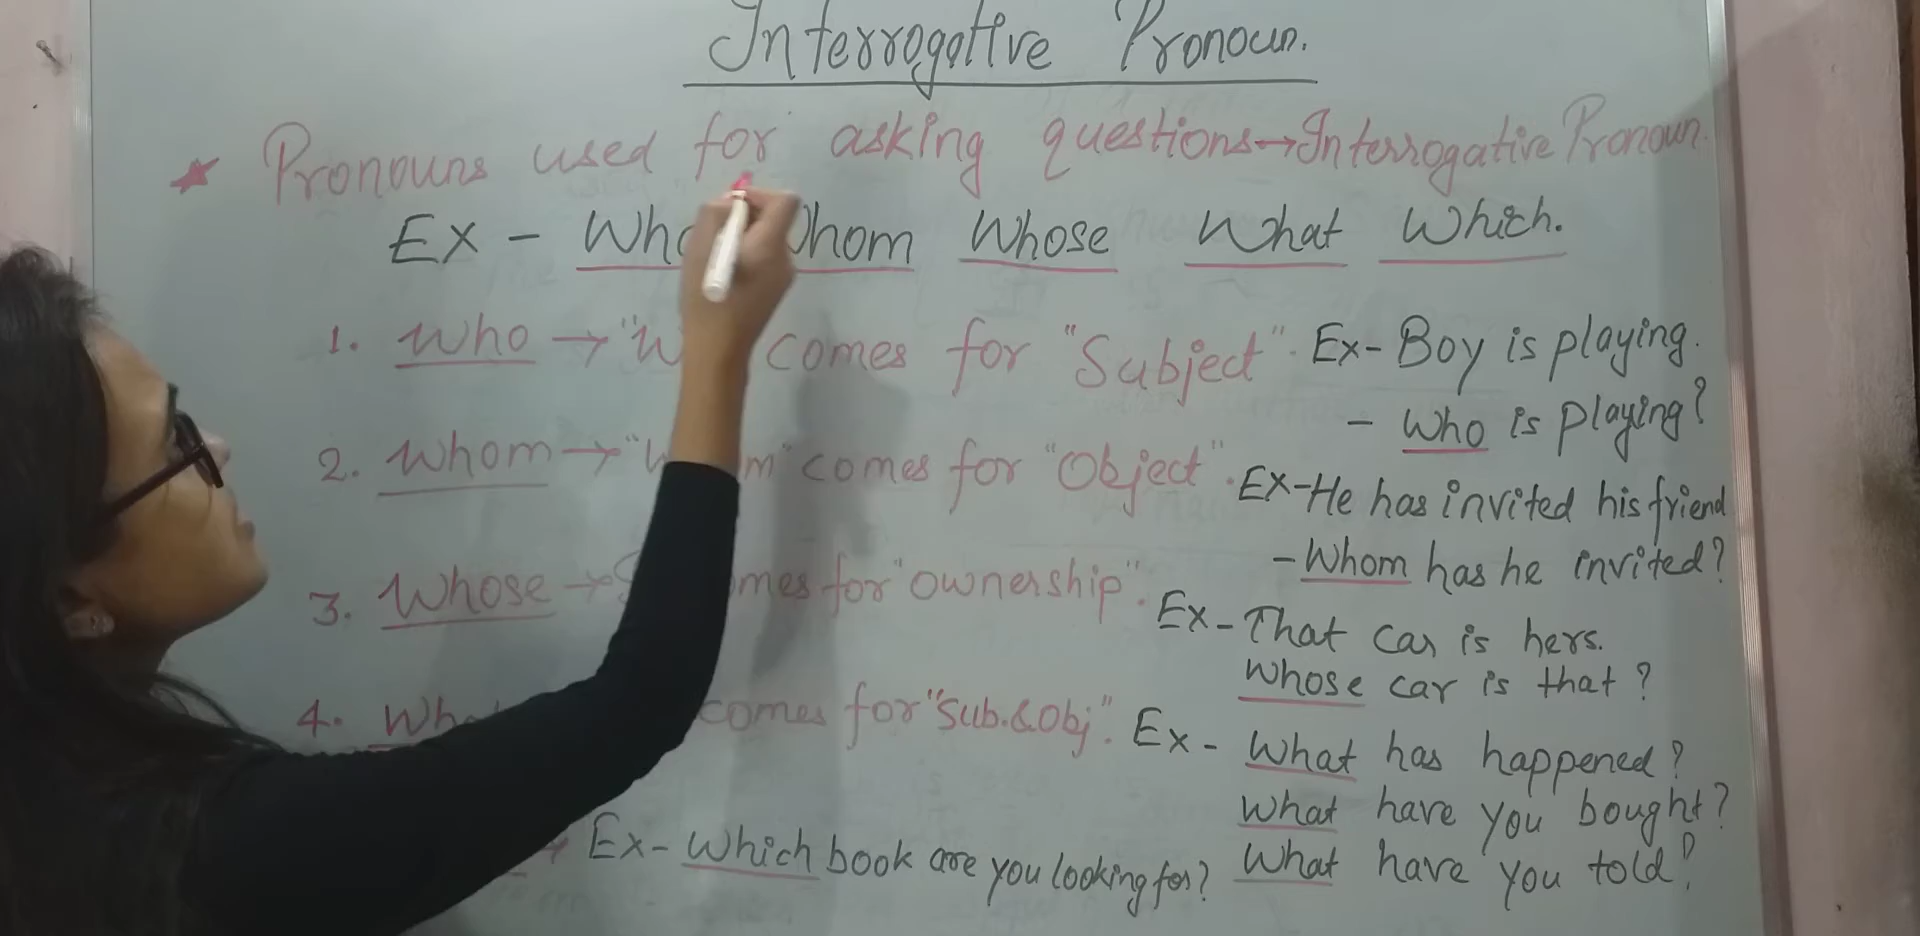 Interrogative Pronoun.
★ Pronouns used for asking questions→Interrogative Pronoun.
Ex - Who Whom Whose What Which.
1. Who → " comes for "Subject". Ex- Boy is playing.
- Who is playing?
2. Whom → " comes for "Object". Ex-He has invited his friend
- Whom has he invited?
3. Whose → for "ownership". Ex- That Car is hers.
Whose car is that?
4. comes for "Sub.&Obj". Ex - What has happened?
What have you bought?
Ex- Which book are you looking for? What have you told?